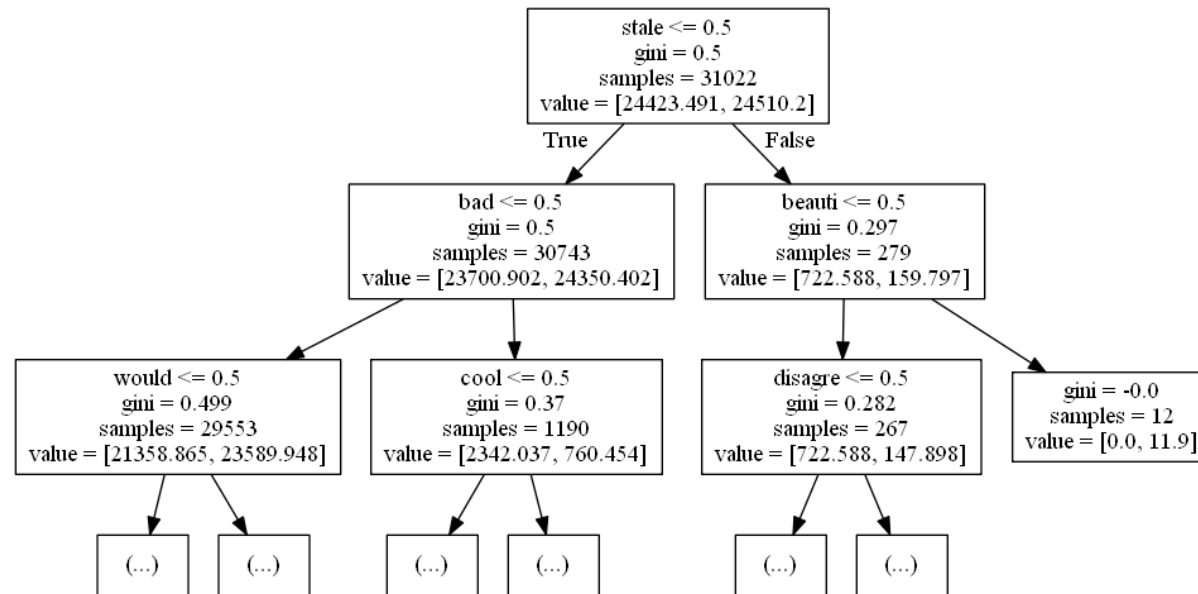 stale <= 0.5
gini = 0.5
samples = 31022
value = [24423.491, 24510.2]
True
False
bad <= 0.5
gini = 0.5
samples = 30743
value = [23700.902, 24350.402]
beauti <= 0.5
gini = 0.297
samples = 279
value = [722.588, 159.797]
would <= 0.5
gini = 0.499
samples = 29553
value = [21358.865, 23589.948]
cool <= 0.5
gini = 0.37
samples = 1190
value = [2342.037, 760.454]
disagre <= 0.5
gini = 0.282
samples = 267
value = [722.588, 147.898]
gini = -0.0
samples = 12
value = [0.0, 11.9]
(...)
(...)
(...)
(...)
(...)
(...)